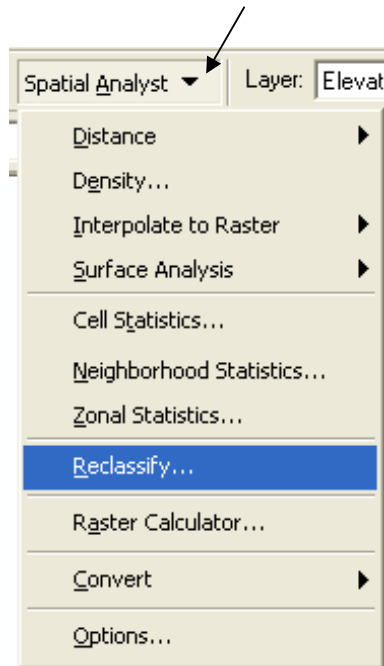 Spatial Analyst Layer: Elevat
Distance
Density...
Interpolate to Raster
Surface Analysis
Cell Statistics...
Neighborhood Statistics...
Zonal Statistics...
Reclassify...
Raster Calculator...
Convert
Options...